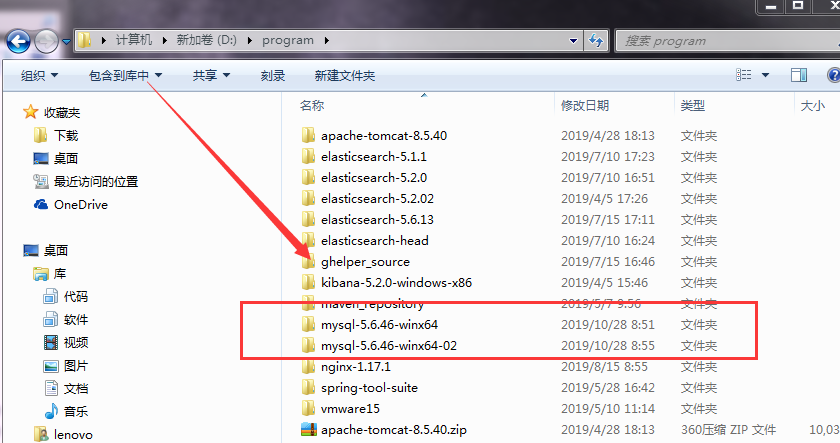 计算机 新加卷 (D:) program 搜索 program
组织 包含到库中 共享 刻录 新建文件夹
名称 修改日期 类型 大小
收藏夹
下载
桌面
最近访问的位置
OneDrive
桌面
库
代码
软件
视频
图片
文档
音乐
lenovo
apache-tomcat-8.5.40 2019/4/28 18:13 文件夹
elasticsearch-5.1.1 2019/7/10 17:23 文件夹
elasticsearch-5.2.0 2019/7/10 16:51 文件夹
elasticsearch-5.2.02 2019/4/5 17:26 文件夹
elasticsearch-5.6.13 2019/7/15 17:11 文件夹
elasticsearch-head 2019/7/10 16:24 文件夹
ghelper_source 2019/7/15 16:46 文件夹
kibana-5.2.0-windows-x86 2019/4/5 15:46 文件夹
maven_repository 2019/5/7 9:56 文件夹
mysql-5.6.46-winx64 2019/10/28 8:51 文件夹
mysql-5.6.46-winx64-02 2019/10/28 8:55 文件夹
nginx-1.17.1 2019/8/15 8:55 文件夹
spring-tool-suite 2019/5/28 16:42 文件夹
vmware15 2019/5/10 11:14 文件夹
apache-tomcat-8.5.40.zip 2019/4/28 18:13 360压缩 ZIP 文件 10,03